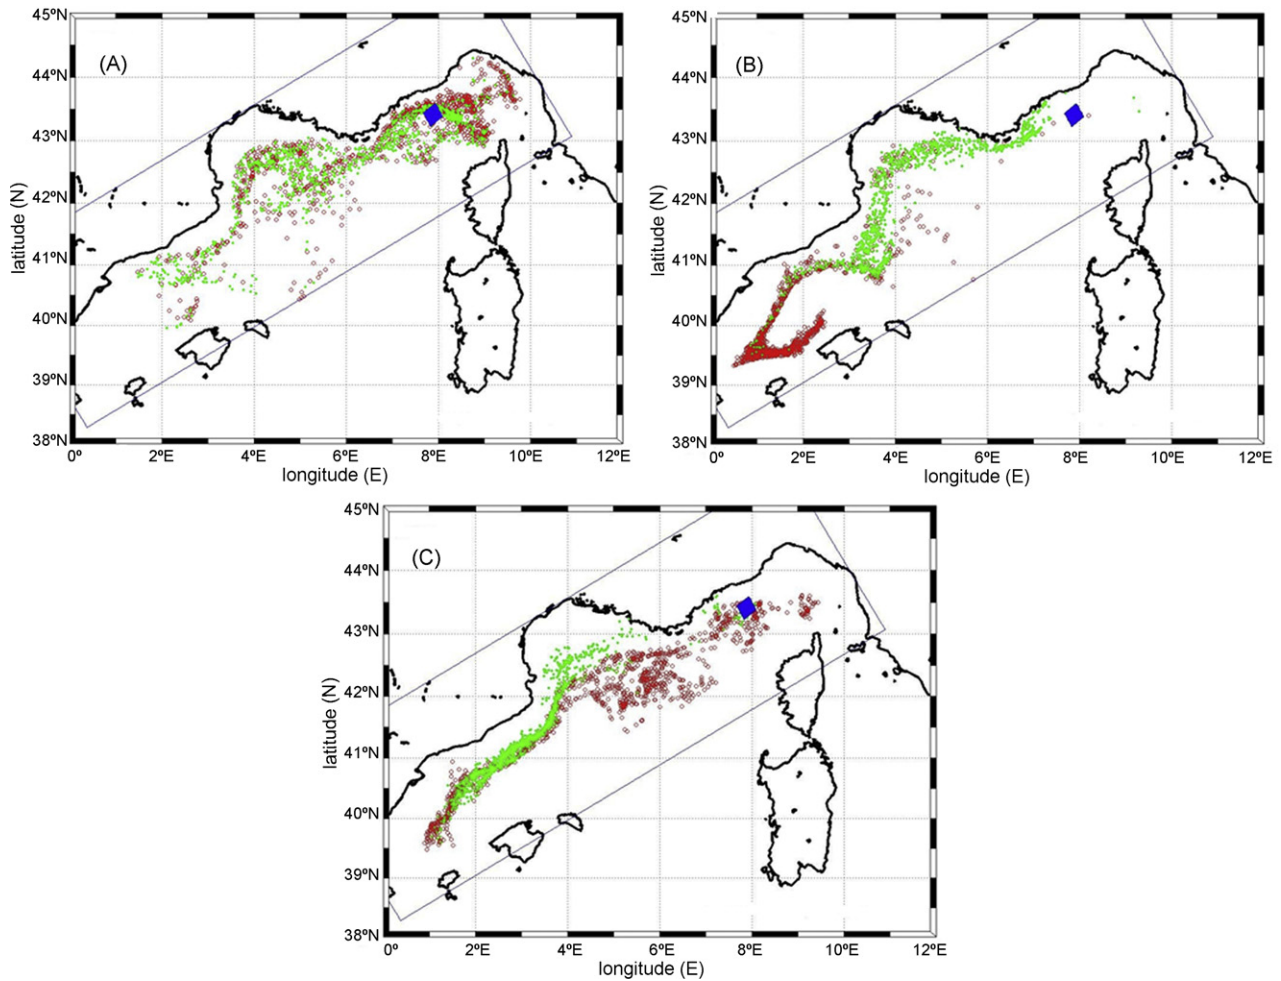 45ºN
(A)
44ºN
43ºN
42ºN
41ºN
40ºN
39ºN
38ºN
latitude (N)
0º 2ºE 4ºE 6ºE 8ºE 10ºE 12ºE
longitude (E)
45ºN
(B)
44ºN
43ºN
42ºN
41ºN
40ºN
39ºN
38ºN
latitude (N)
0º 2ºE 4ºE 6ºE 8ºE 10ºE 12ºE
longitude (E)
45ºN
(C)
44ºN
43ºN
42ºN
41ºN
40ºN
39ºN
38ºN
latitude (N)
0º 2ºE 4ºE 6ºE 8ºE 10ºE 12ºE
longitude (E)